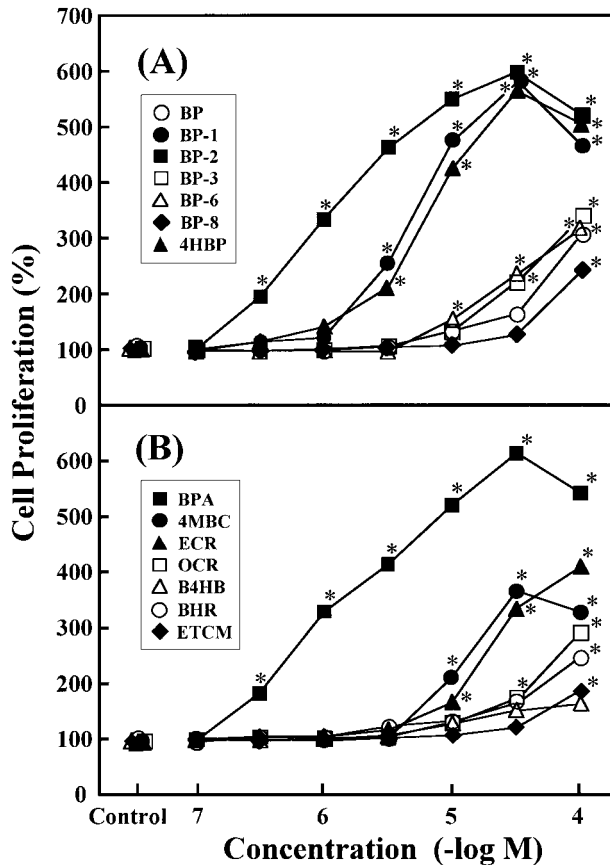 700
(A)
600
BP
BP-1
500
BP-2
BP-3
400
BP-6
BP-8
300
4HBP
200
100
0
Cell Proliferation (%)
(B)
600
BPA
4MBC
500
ECR
OCR
400
B4HB
BHR
300
ETCM
200
100
0
Control 7 6 5 4
Concentration (-log M)